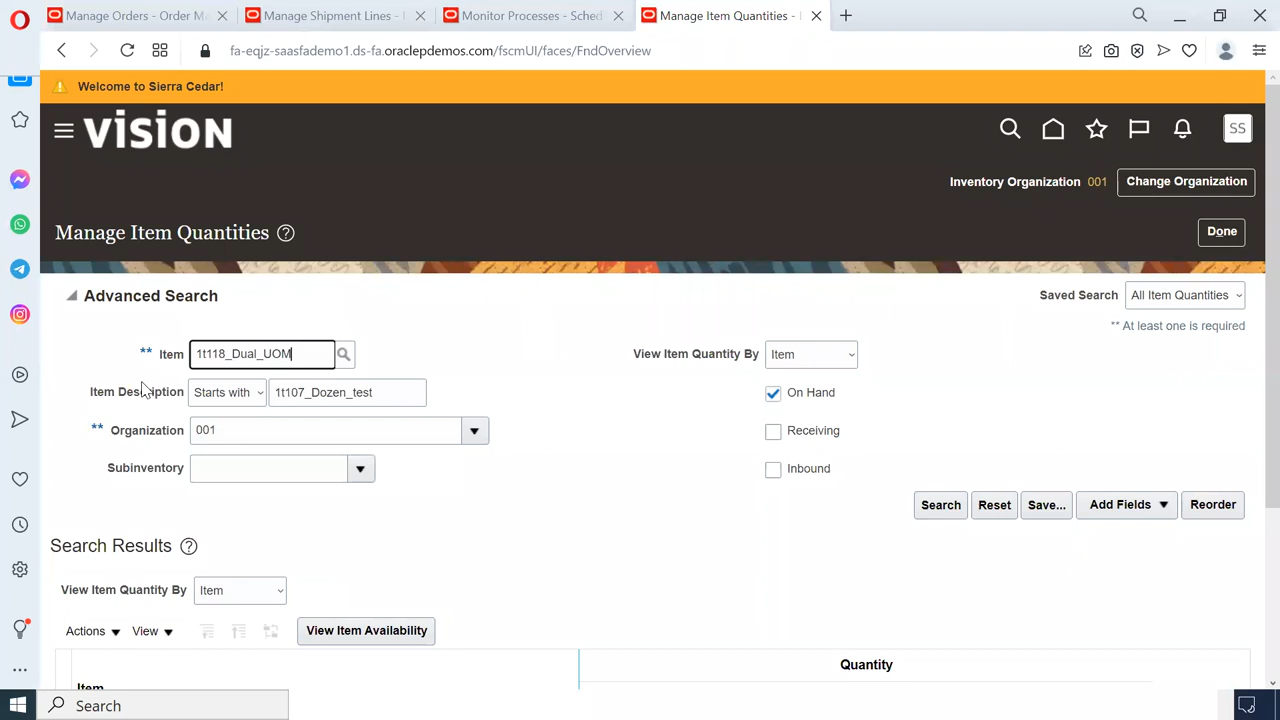 Manage Orders - Order M
Manage Shipment Lines -
Monitor Processes - Sched
Manage Item Quantities -
fa-eqjz-saasfademo1.ds-fa.oraclepdemos.com/fscmUI/faces/FndOverview
Welcome to Sierra Cedar!
VISION
SS
Inventory Organization 001 Change Organization
Manage Item Quantities
Done
Advanced Search
Saved Search All Item Quantities
** At least one is required
** Item 1t118_Dual_UOM
View Item Quantity By Item
Item Description Starts with 1t107_Dozen_test
On Hand
** Organization 001
Receiving
Subinventory
Inbound
Search Reset Save... Add Fields Reorder
Search Results
View Item Quantity By Item
Actions View View Item Availability
Quantity
Item
Search